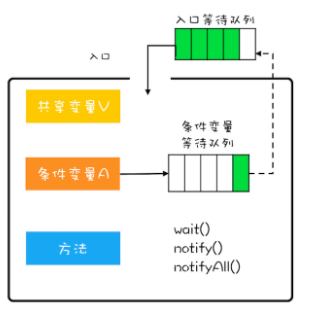 入口等待队列
入口
共享变量V
条件变量
等待队列
条件变量A
方法
wait()
notify()
notifyAll()